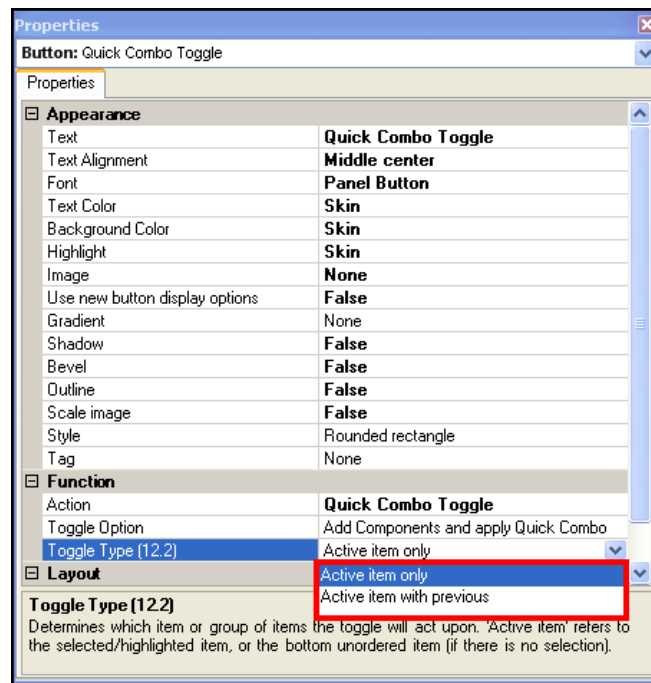 Properties
Button: Quick Combo Toggle
Properties
Appearance
Text Quick Combo Toggle
Text Alignment Middle center
Font Panel Button
Text Color Skin
Background Color Skin
Highlight Skin
Image None
Use new button display options False
Gradient None
Shadow False
Bevel False
Outline False
Scale image False
Style Rounded rectangle
Tag None
Function
Action Quick Combo Toggle
Toggle Option Add Components and apply Quick Combo
Toggle Type (12.2) Active item only
Layout Active item only
Active item with previous
Toggle Type (12.2)
Determines which item or group of items the toggle will act upon. 'Active item' refers to
the selected/highlighted item, or the bottom unordered item (if there is no selection).